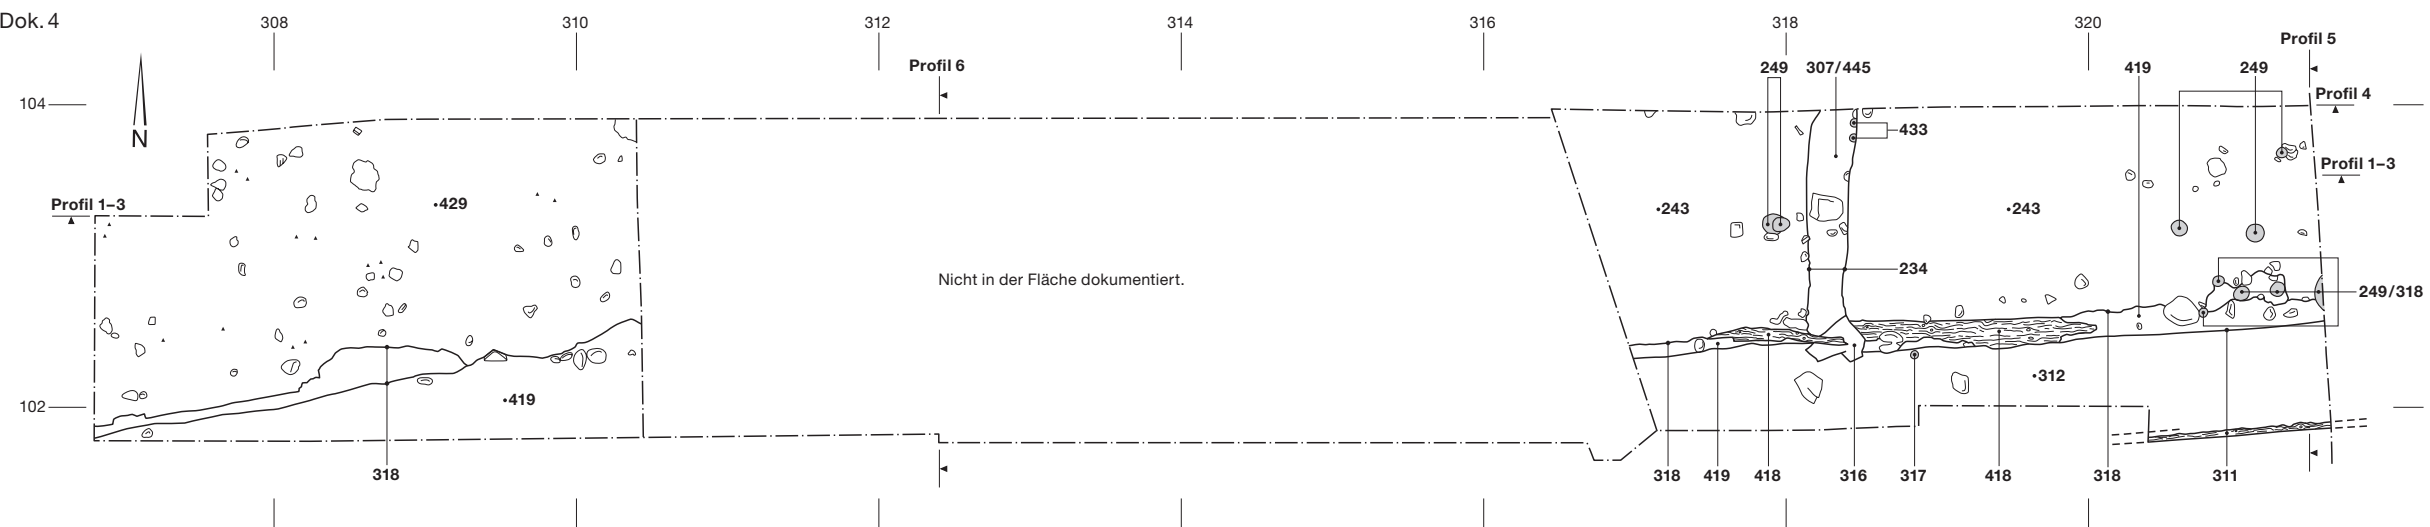 Dok. 4
308 310 312 314 316 318 320
Profil 5
Profil 6 249 307/445 419 249
Profil 4
104
433
N
Profil 1–3
Profil 1–3
•429 •243 •243
234
Nicht in der Fläche dokumentiert.
249/318
•312
102 •419
318 318 419 418 316 317 418 318 311